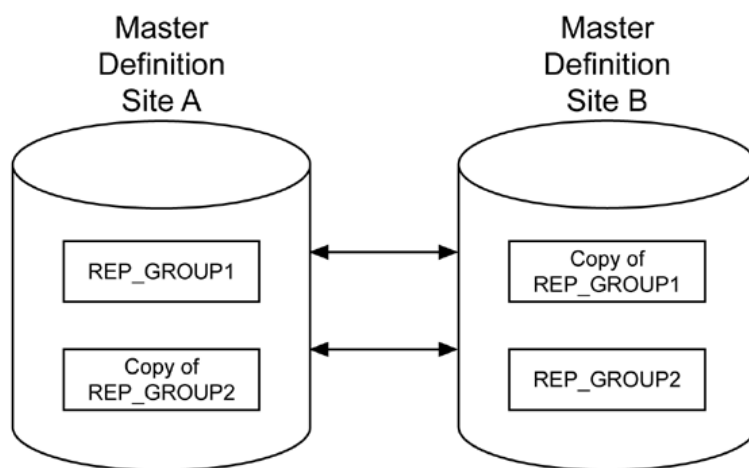 Master
Definition
Site A
Master
Definition
Site B
REP_GROUP1
Copy of
REP_GROUP1
Copy of
REP_GROUP2
REP_GROUP2